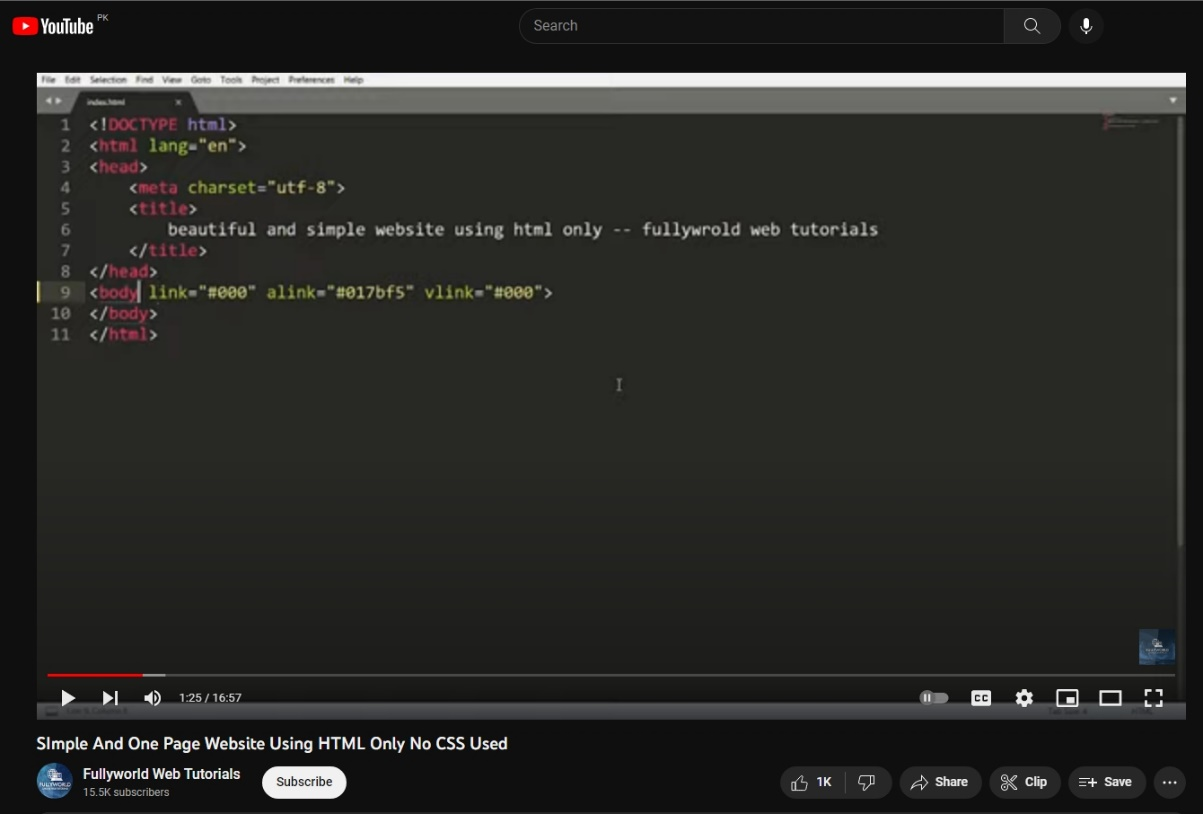 YouTube PK
Search
File Edit Selection Find View Goto Tools Project Preferences Help
index.html
1 <!DOCTYPE html>
2 <html lang="en">
3 <head>
4 <meta charset="utf-8">
5 <title>
6 beautiful and simple website using html only -- fullywrold web tutorials
7 </title>
8 </head>
9 <body link="#000" alink="#017bf5" vlink="#000">
10 </body>
11 </html>
1:25 / 16:57
CC
SImple And One Page Website Using HTML Only No CSS Used
Fullyworld Web Tutorials
15.5K subscribers
Subscribe
1K
Share
Clip
Save